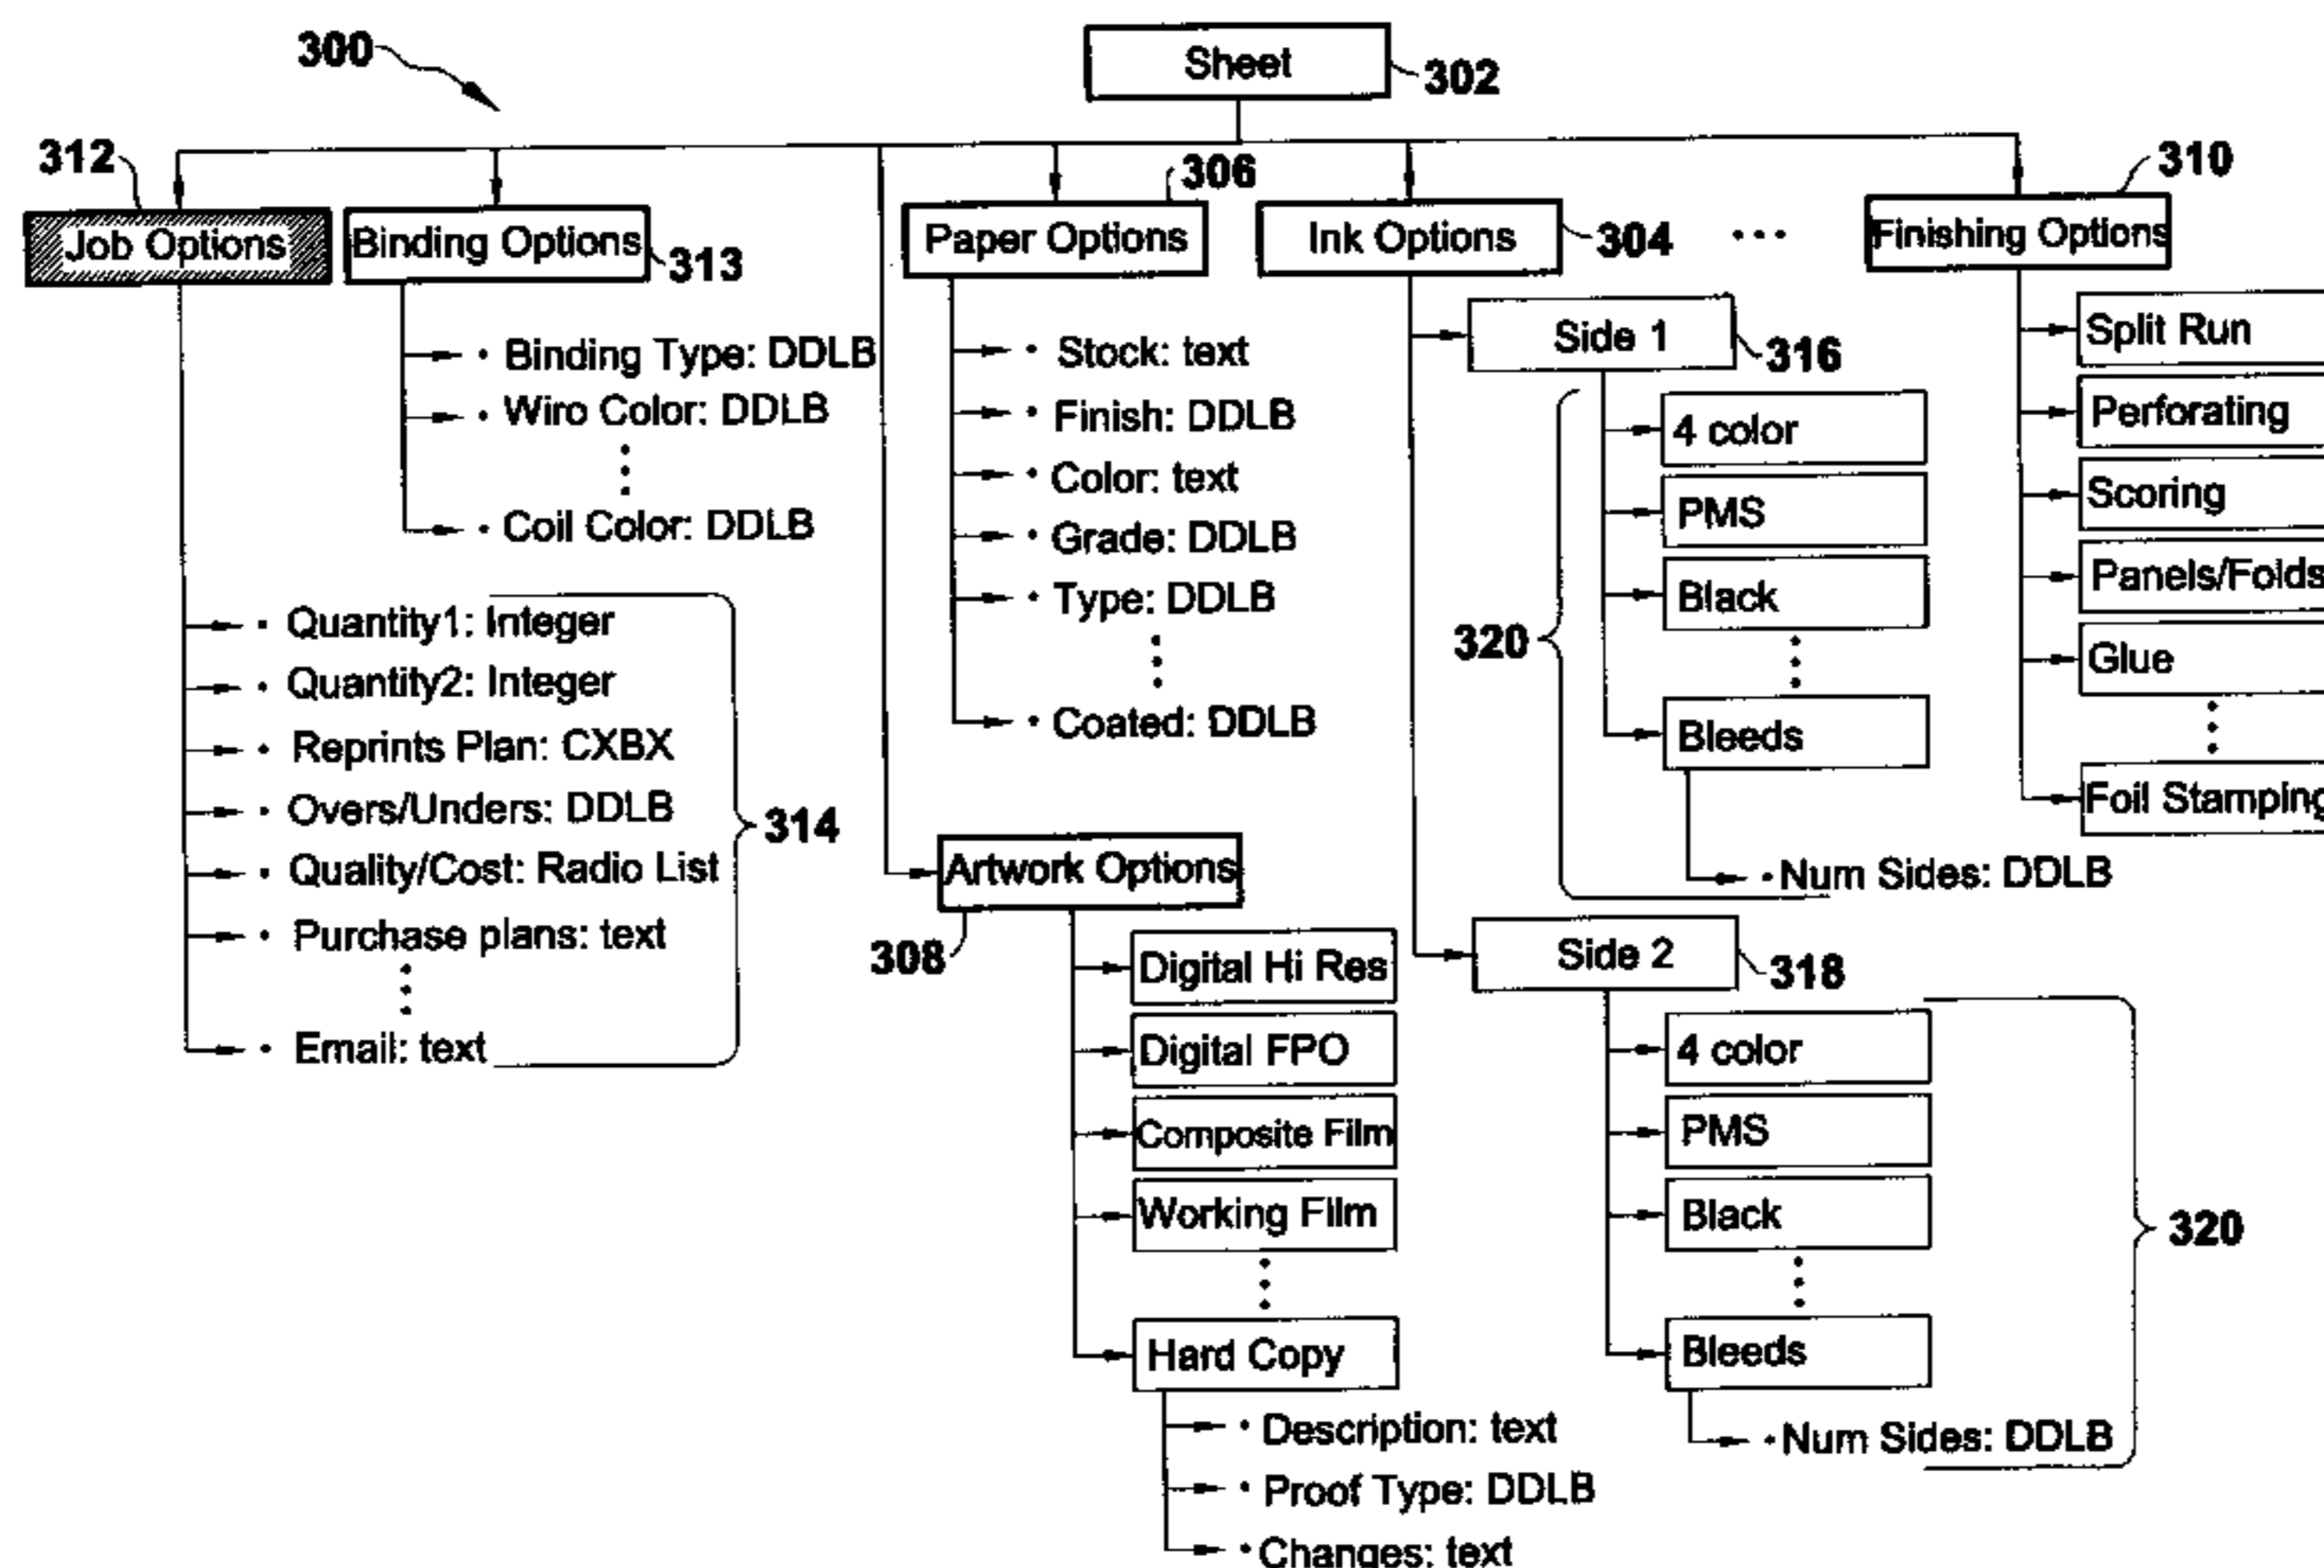 300
Sheet
302
312
306
310
Job Options
Binding Options
313
Paper Options
Ink Options
304
...
Finishing Options
• Binding Type: DDLB
• Wiro Color: DDLB
• Coil Color: DDLB
• Quantity1: Integer
• Quantity2: Integer
• Reprints Plan: CXBX
• Overs/Unders: DDLB
• Quality/Cost: Radio List
• Purchase plans: text
• Email: text
314
• Stock: text
• Finish: DDLB
• Color: text
• Grade: DDLB
• Type: DDLB
• Coated: DDLB
Artwork Options
308
Digital Hi Res
Digital FPO
Composite Film
Working Film
Hard Copy
• Description: text
• Proof Type: DDLB
• Changes: text
Side 1
316
320
4 color
PMS
Black
Bleeds
• Num Sides: DDLB
Side 2
318
4 color
PMS
Black
Bleeds
• Num Sides: DDLB
320
Split Run
Perforating
Scoring
Panels/Folds
Glue
Foil Stamping